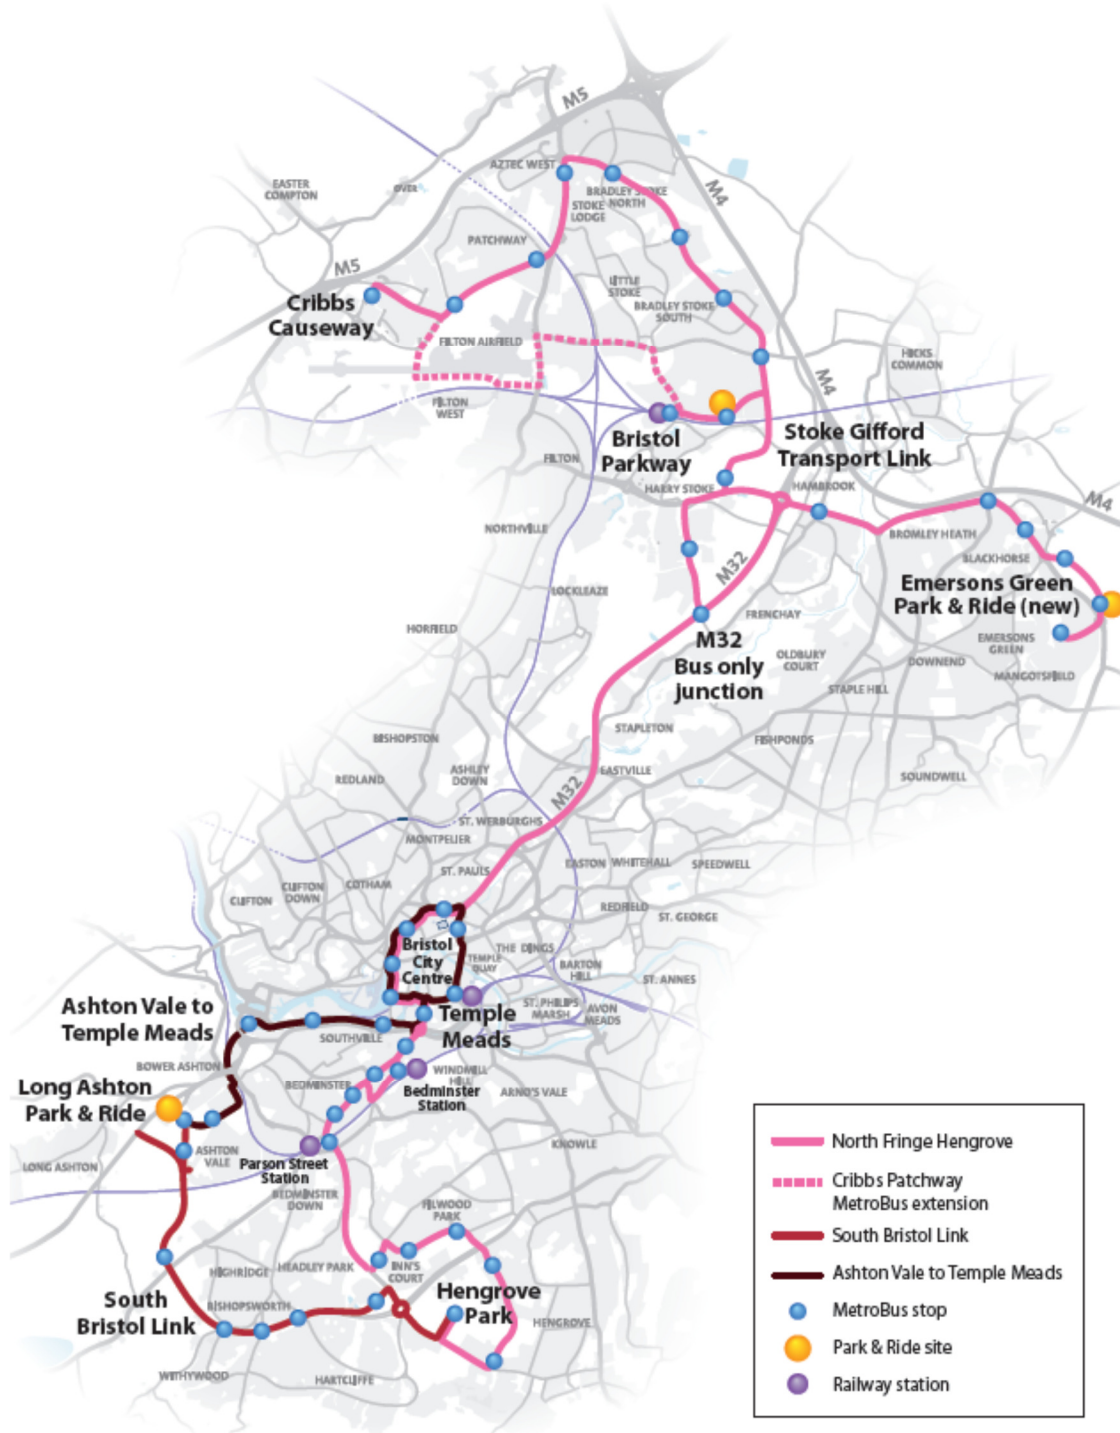 M5
AZTEC WEST
EASTER
COMPTON
OVER
BRADLEY STOKE
NORTH
STOKE
LODGE
M4
PATCHWAY
M5
LITTLE
STOKE
Cribbs
Causeway
BRADLEY STOKE
SOUTH
FILTON AIRFIELD
HICKS
COMMON
M4
FILTON
WEST
Bristol
Parkway
Stoke Gifford
Transport Link
FILTON
HARRY STOKE
HAMBROOK
M4
NORTHVILLE
BROMLEY HEATH
BLACKHORSE
M32
LOCKLEAZE
Emersons Green
Park & Ride (new)
FRENCHAY
HORFIELD
M32
Bus only
junction
EMERSONS
GREEN
OLDBURY
COURT
DOWNEND
MANGOTSFIELD
STAPLE HILL
STAPLETON
BISHOPSTON
FISHPONDS
ASHLEY
DOWN
EASTVILLE
REDLAND
SOUNDWELL
M32
ST. WERBURGHS
MONTPELIER
EASTON
WHITEHALL
SPEEDWELL
ST. PAULS
COTHAM
CLIFTON
DOWN
CLIFTON
REDFIELD
ST. GEORGE
Bristol
City
Centre
THE DINGS
TEMPLE
QUAY
BARTON
HILL
ST. ANNES
Ashton Vale to
Temple Meads
ST. PHILIPS
MARSH
AVON
MEADS
Temple
Meads
SOUTHVILLE
BOWER ASHTON
WINDMILL
HILL
Long Ashton
Park & Ride
BEDMINSTER
Bedminster
Station
ARNO'S VALE
KNOWLE
ASHTON
VALE
LONG ASHTON
Parson Street
Station
BEDMINSTER
DOWN
FILWOOD
PARK
HIGHRIDGE
HEADLEY PARK
INN'S
COURT
South
Bristol Link
BISHOPSWORTH
Hengrove
Park
HENGROVE
WITHYWOOD
HARTCLIFFE
North Fringe Hengrove
Cribbs Patchway
MetroBus extension
South Bristol Link
Ashton Vale to Temple Meads
MetroBus stop
Park & Ride site
Railway station